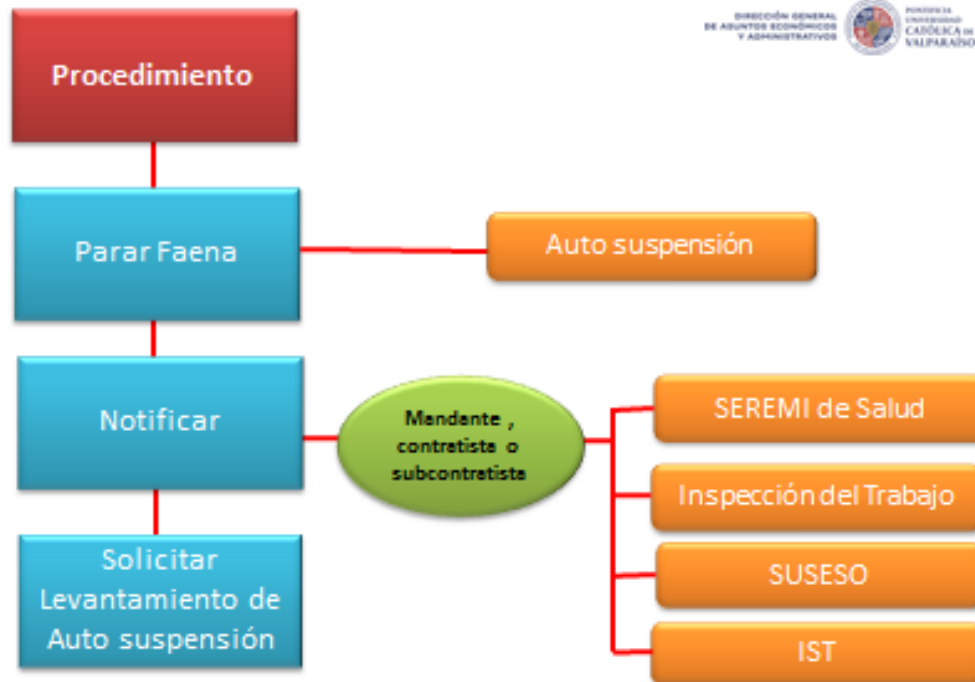 DIRECCIÓN GENERAL
DE ASUNTOS ECONÓMICOS
Y ADMINISTRATIVOS
PONTIFICIA
UNIVERSIDAD
CATÓLICA DE
VALPARAÍSO
Procedimiento
Parar Faena
Auto suspensión
Notificar
Mandante ,
contratista o
subcontratista
SEREMI de Salud
Inspección del Trabajo
SUSESO
IST
Solicitar
Levantamiento de
Auto suspensión